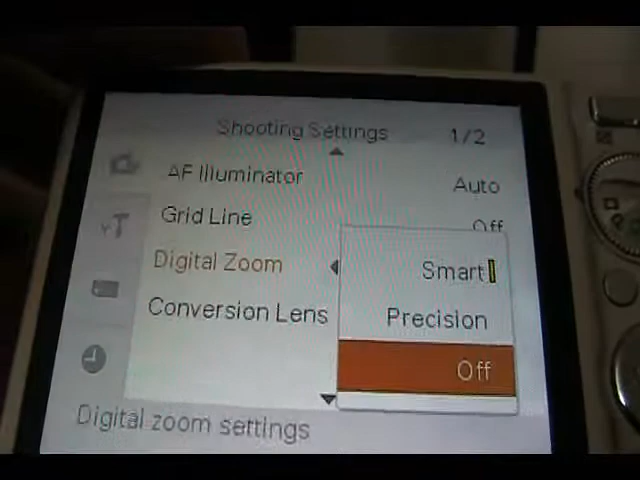 Shooting Settings 1/2
AF Illuminator Auto
Grid Line Off
Digital Zoom Smart
Conversion Lens Precision
Off
Digital zoom settings